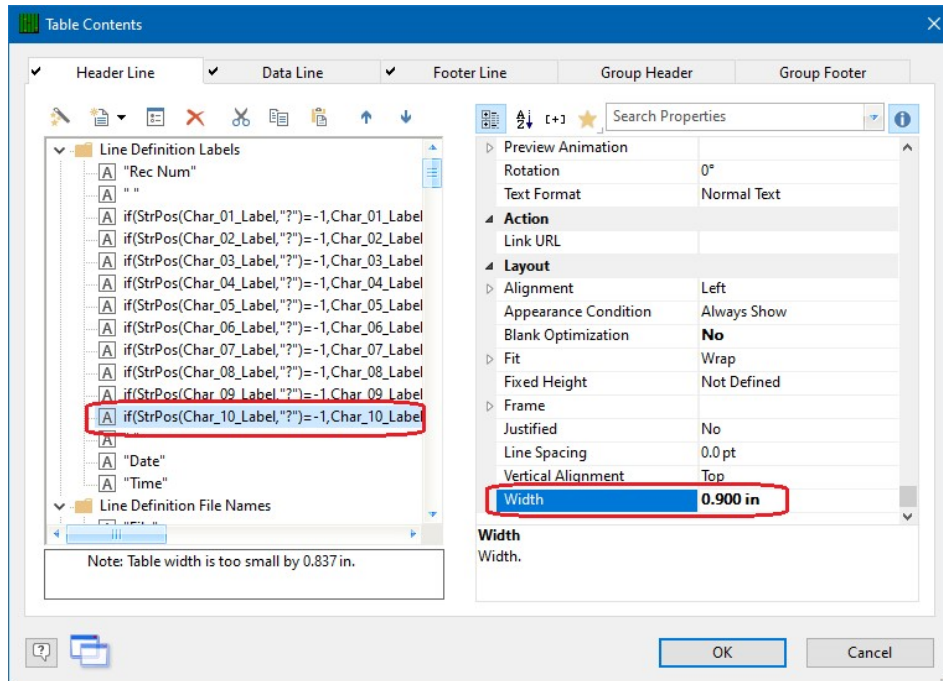 Table Contents
Header Line
Data Line
Footer Line
Group Header
Group Footer
Line Definition Labels
A "Rec Num"
A " "
A if(StrPos(Char_01_Label,"?")=-1,Char_01_Label
A if(StrPos(Char_02_Label,"?")=-1,Char_02_Label
A if(StrPos(Char_03_Label,"?")=-1,Char_03_Label
A if(StrPos(Char_04_Label,"?")=-1,Char_04_Label
A if(StrPos(Char_05_Label,"?")=-1,Char_05_Label
A if(StrPos(Char_06_Label,"?")=-1,Char_06_Label
A if(StrPos(Char_07_Label,"?")=-1,Char_07_Label
A if(StrPos(Char_08_Label,"?")=-1,Char_08_Label
A if(StrPos(Char_09_Label,"?")=-1,Char_09_Label
A if(StrPos(Char_10_Label,"?")=-1,Char_10_Label
A " "
A "Date"
A "Time"
Line Definition File Names
Note: Table width is too small by 0.837 in.
Search Properties
Preview Animation
Rotation 0°
Text Format Normal Text
Action
Link URL
Layout
Alignment Left
Appearance Condition Always Show
Blank Optimization No
Fit Wrap
Fixed Height Not Defined
Frame
Justified No
Line Spacing 0.0 pt
Vertical Alignment Top
Width 0.900 in
Width
Width.
OK
Cancel